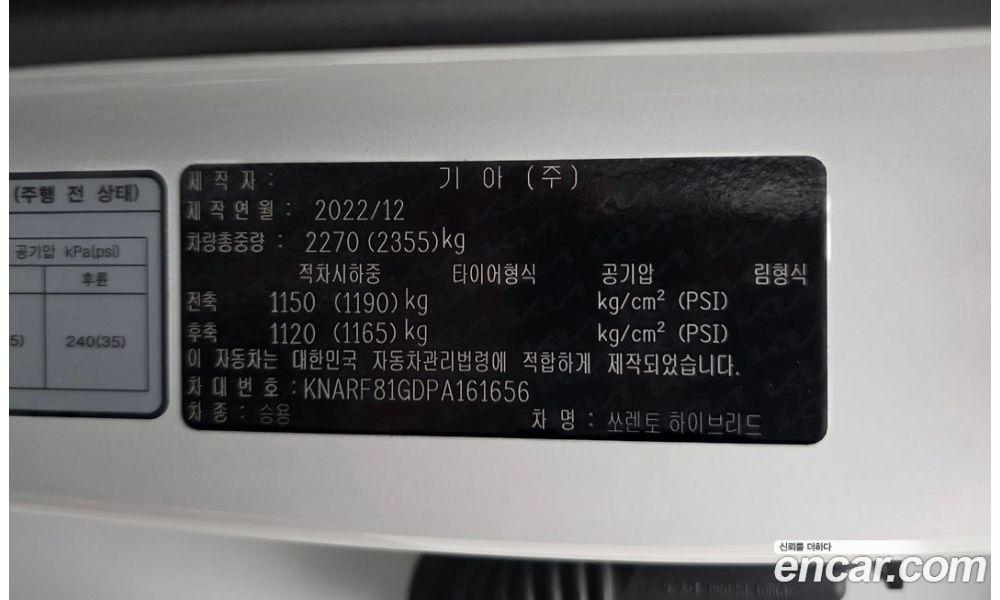 (주행 전 상태)
공기압 kPa(psi)
후륜
5)
240(35)
제 작 자 : 기 아 (주)
제작연월 : 2022/12
차량총중량 : 2270 (2355)kg
적차시하중 타이어형식 공기압 림형식
전축 1150 (1190) kg kg/cm² (PSI)
후축 1120 (1165) kg kg/cm² (PSI)
이 자동차는 대한민국 자동차관리법령에 적합하게 제작되었습니다.
차 대 번 호 : KNARF81GDPA161656
차 종 : 승용 차 명 : 쏘렌토 하이브리드
신뢰를 더하다
encar.com